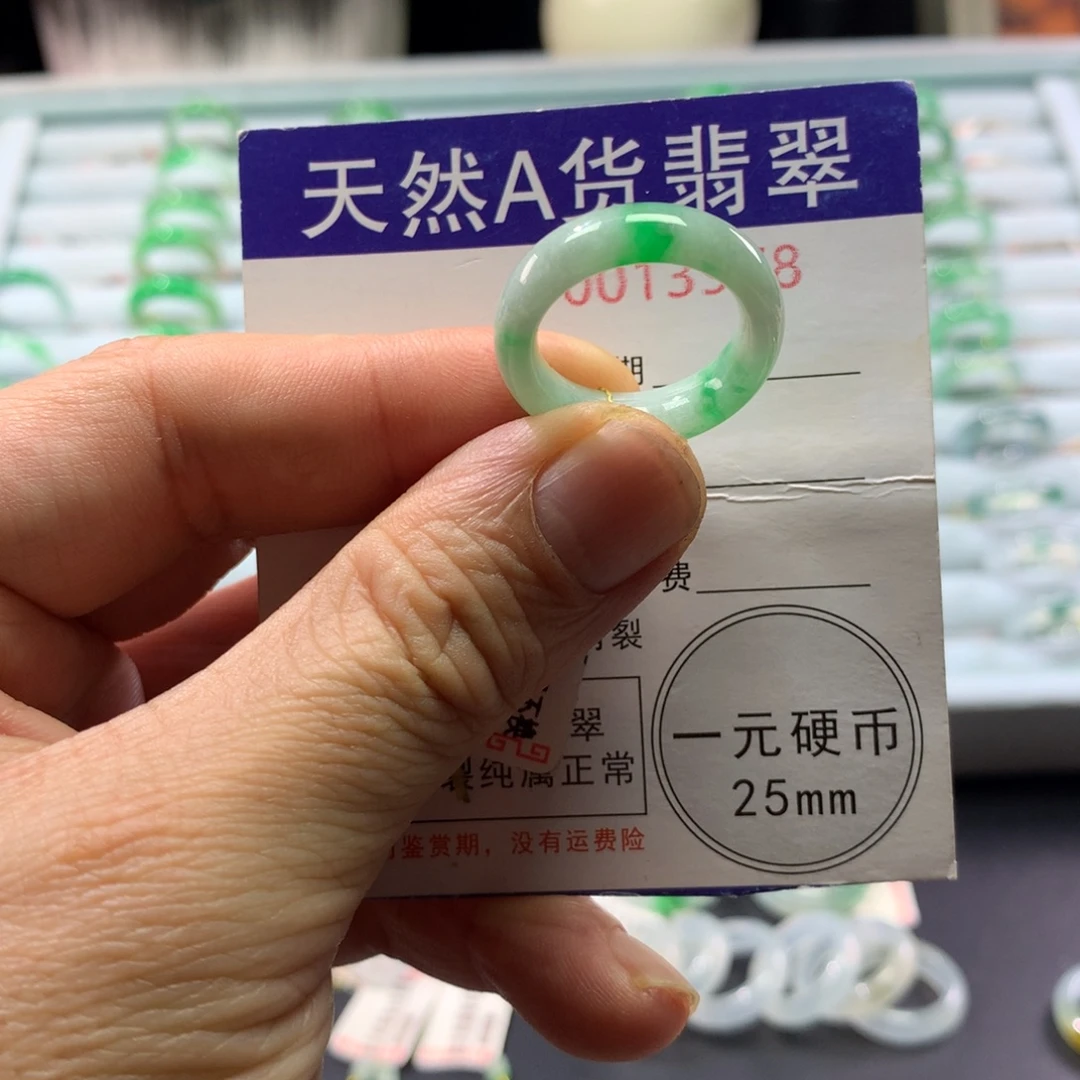 天然A货翡翠
期
费
裂
翠
裂纯属正常
鉴赏期，没有运费险
一元硬币
25mm